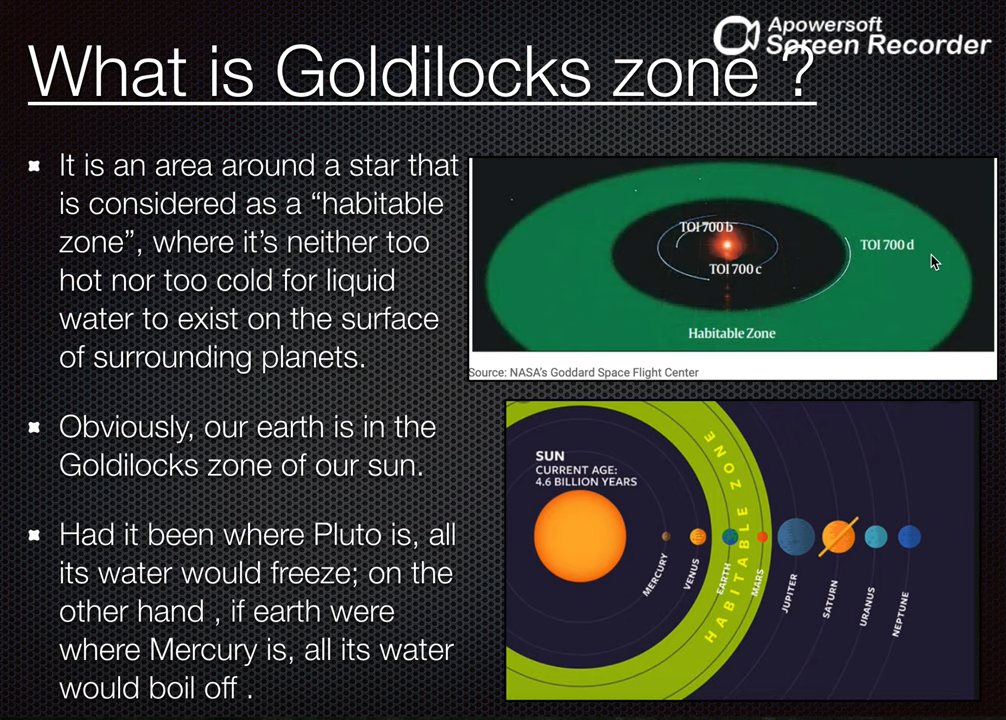 Apowersoft
Screen Recorder
What is Goldilocks zone ?
It is an area around a star that
is considered as a “habitable
zone”, where it’s neither too
hot nor too cold for liquid
water to exist on the surface
of surrounding planets.
Obviously, our earth is in the
Goldilocks zone of our sun.
Had it been where Pluto is, all
its water would freeze; on the
other hand , if earth were
where Mercury is, all its water
would boil off .
TOI 700 b
TOI 700 c
TOI 700 d
Habitable Zone
Source: NASA’s Goddard Space Flight Center
SUN
CURRENT AGE:
4.6 BILLION YEARS
HABITABLE ZONE
MERCURY
VENUS
EARTH
MARS
JUPITER
SATURN
URANUS
NEPTUNE